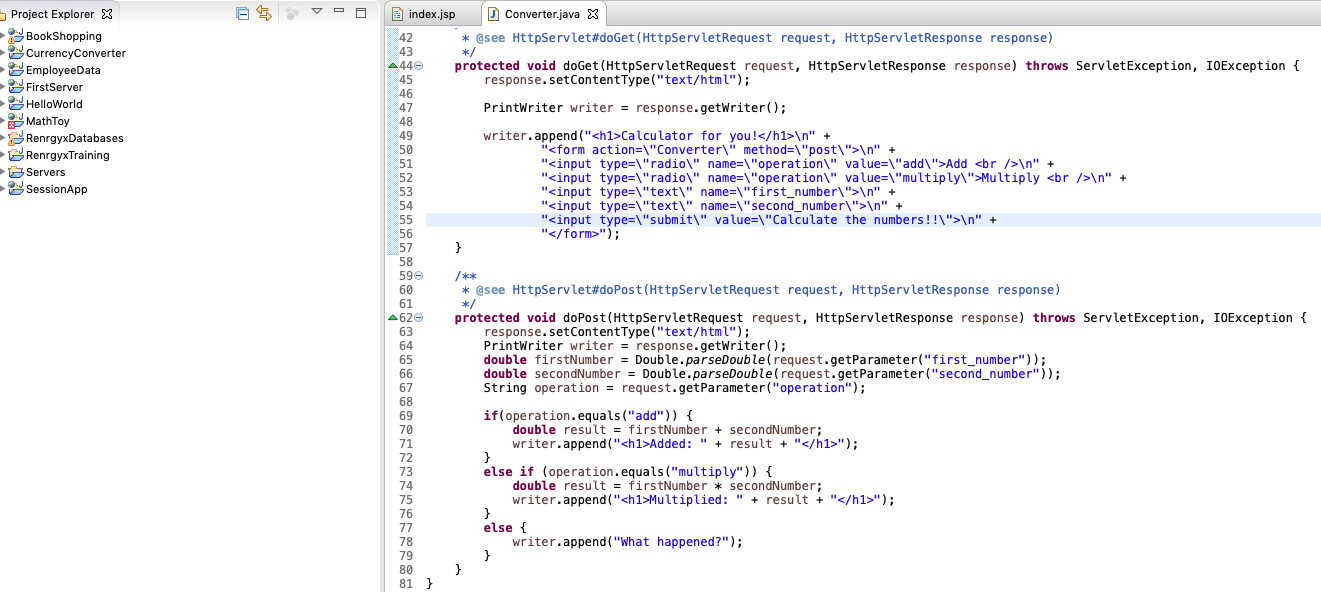 Project Explorer
BookShopping
CurrencyConverter
EmployeeData
FirstServer
HelloWorld
MathToy
RenrgyxDatabases
RenrgyxTraining
Servers
SessionApp
index.jsp
Converter.java
42 * @see HttpServlet#doGet(HttpServletRequest request, HttpServletResponse response)
43 */
44 protected void doGet(HttpServletRequest request, HttpServletResponse response) throws ServletException, IOException {
45 response.setContentType("text/html");
46
47 PrintWriter writer = response.getWriter();
48
49 writer.append("<h1>Calculator for you!</h1>\n" +
50 "<form action=\"Converter\" method=\"post\">\n" +
51 "<input type=\"radio\" name=\"operation\" value=\"add\">Add <br />\n" +
52 "<input type=\"radio\" name=\"operation\" value=\"multiply\">Multiply <br />\n" +
53 "<input type=\"text\" name=\"first_number\">\n" +
54 "<input type=\"text\" name=\"second_number\">\n" +
55 "<input type=\"submit\" value=\"Calculate the numbers!!\">\n" +
56 "</form>");
57 }
58
59 /**
60 * @see HttpServlet#doPost(HttpServletRequest request, HttpServletResponse response)
61 */
62 protected void doPost(HttpServletRequest request, HttpServletResponse response) throws ServletException, IOException {
63 response.setContentType("text/html");
64 PrintWriter writer = response.getWriter();
65 double firstNumber = Double.parseDouble(request.getParameter("first_number"));
66 double secondNumber = Double.parseDouble(request.getParameter("second_number"));
67 String operation = request.getParameter("operation");
68
69 if(operation.equals("add")) {
70 double result = firstNumber + secondNumber;
71 writer.append("<h1>Added: " + result + "</h1>");
72 }
73 else if (operation.equals("multiply")) {
74 double result = firstNumber * secondNumber;
75 writer.append("<h1>Multiplied: " + result + "</h1>");
76 }
77 else {
78 writer.append("What happened?");
79 }
80 }
81 }